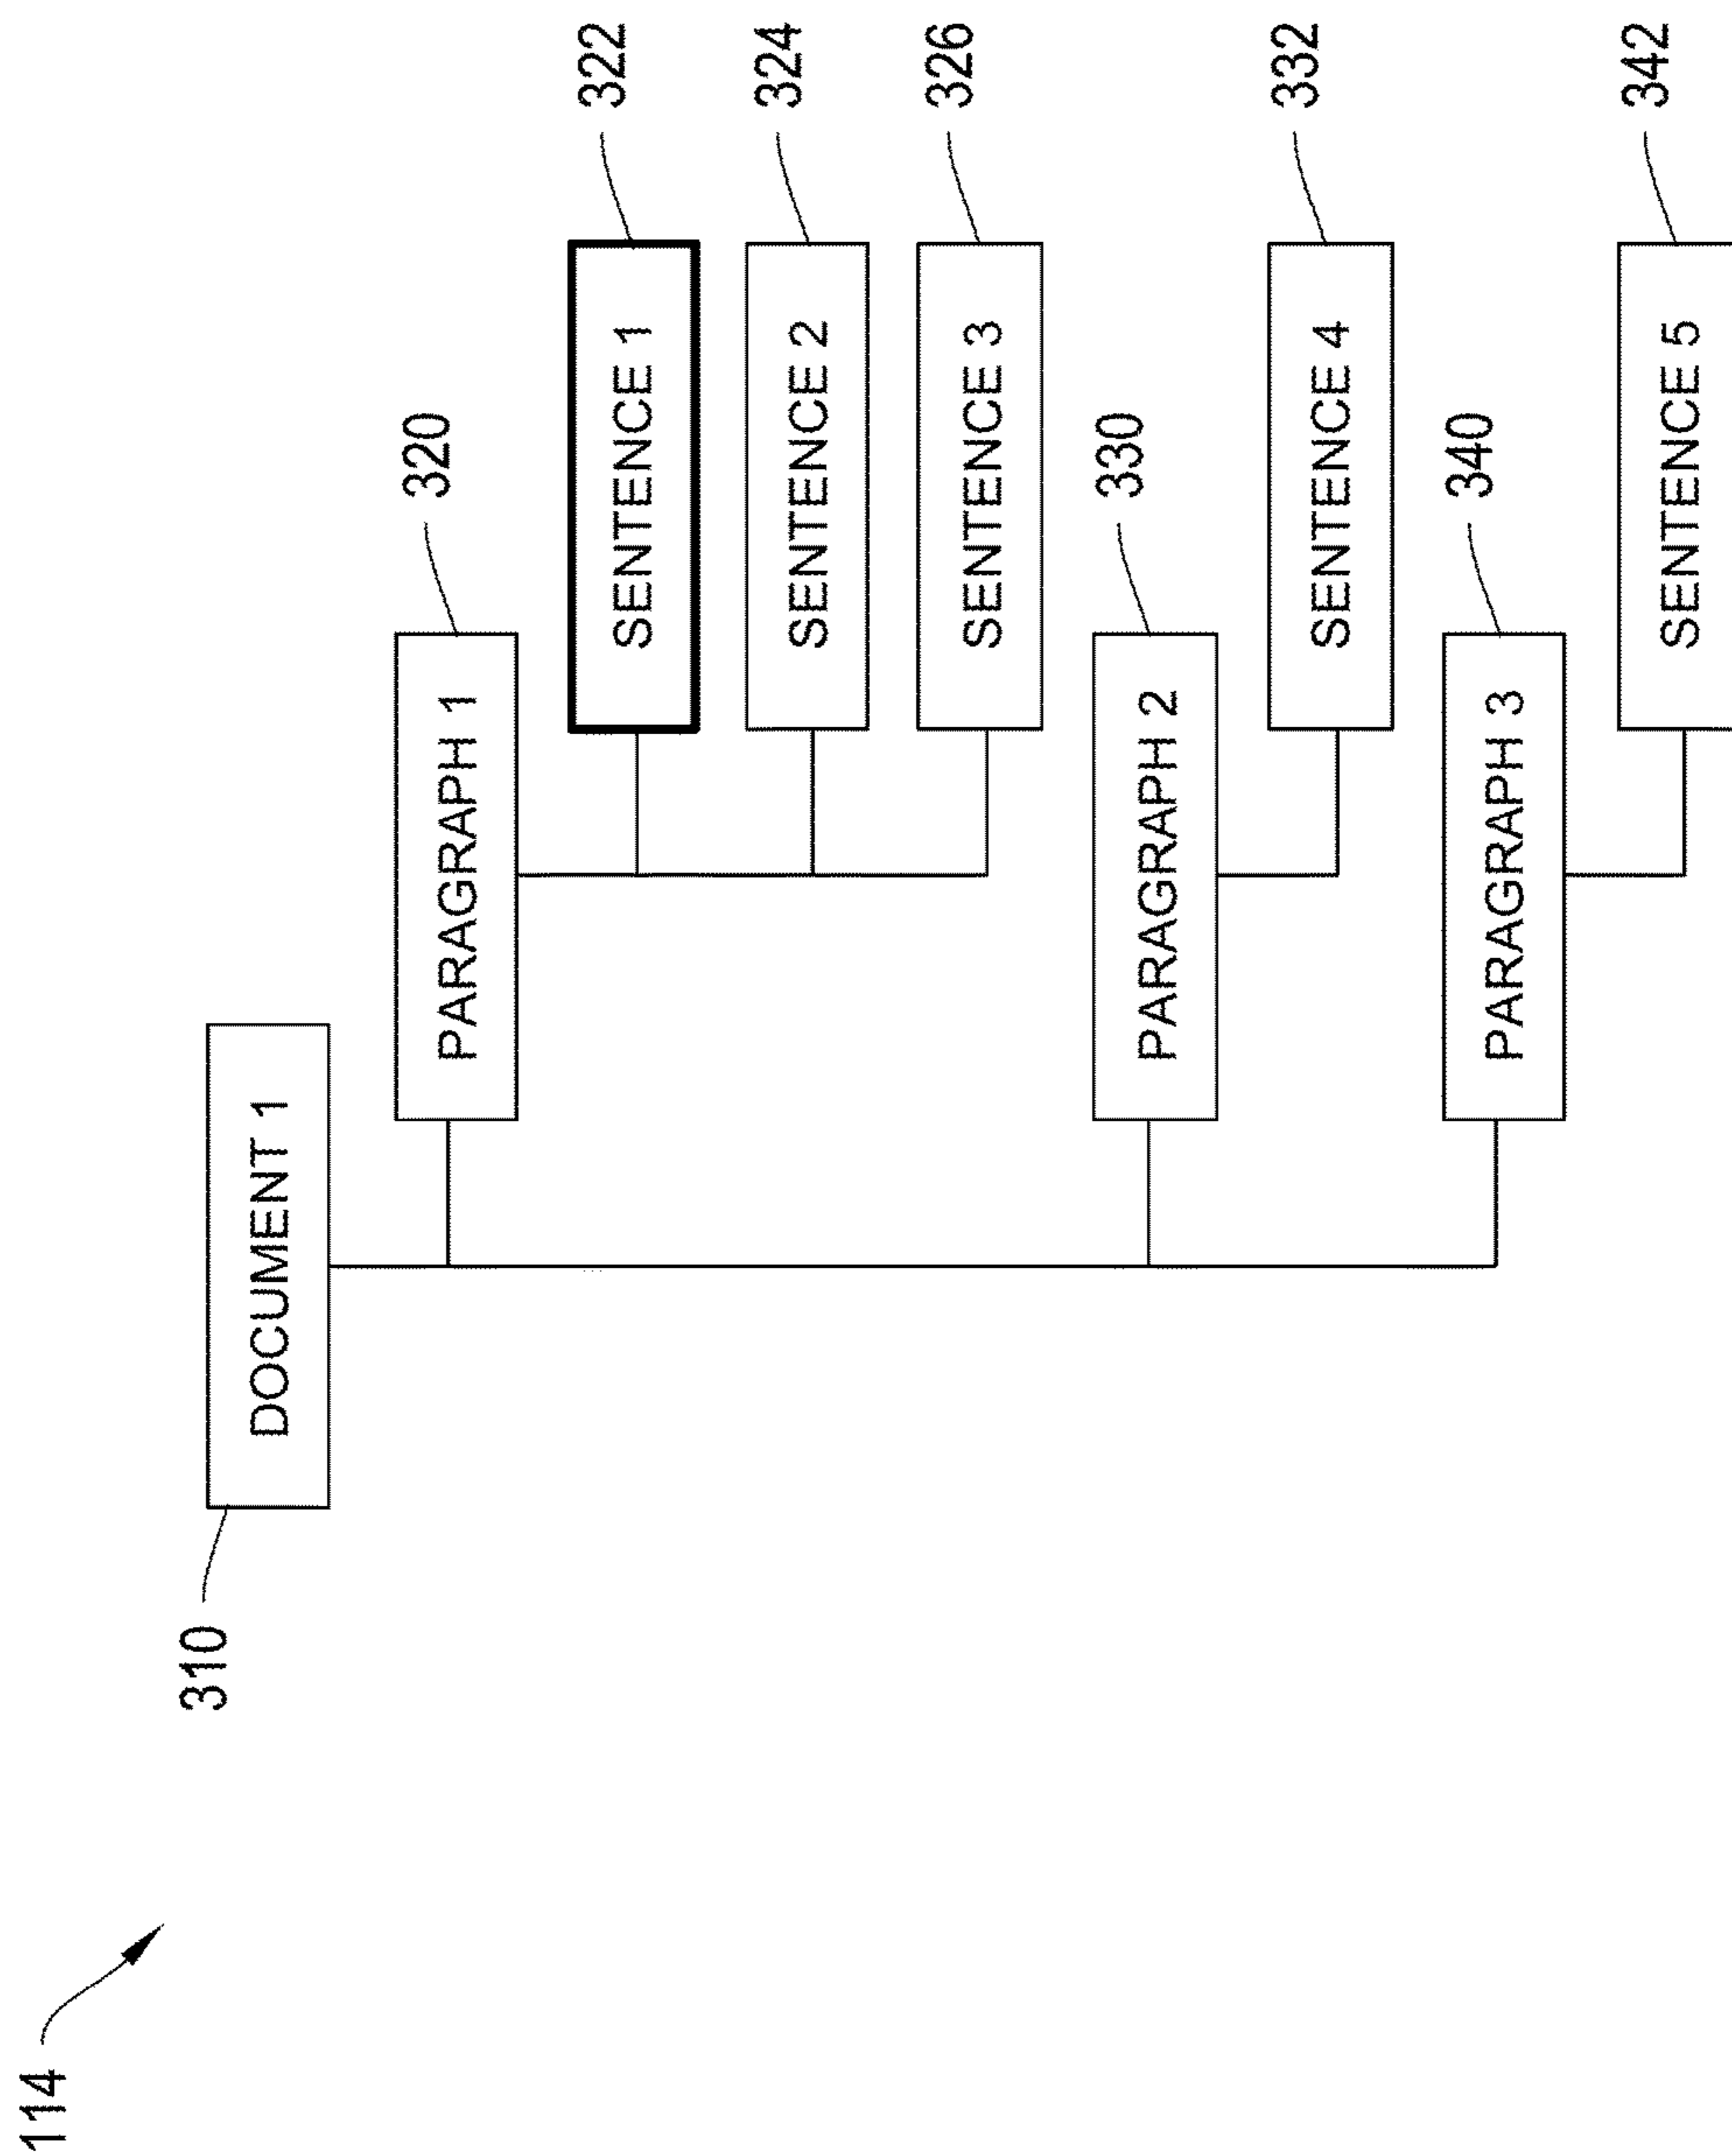 114
310
DOCUMENT 1
320
PARAGRAPH 1
322
SENTENCE 1
324
SENTENCE 2
326
SENTENCE 3
330
PARAGRAPH 2
332
SENTENCE 4
340
PARAGRAPH 3
342
SENTENCE 5